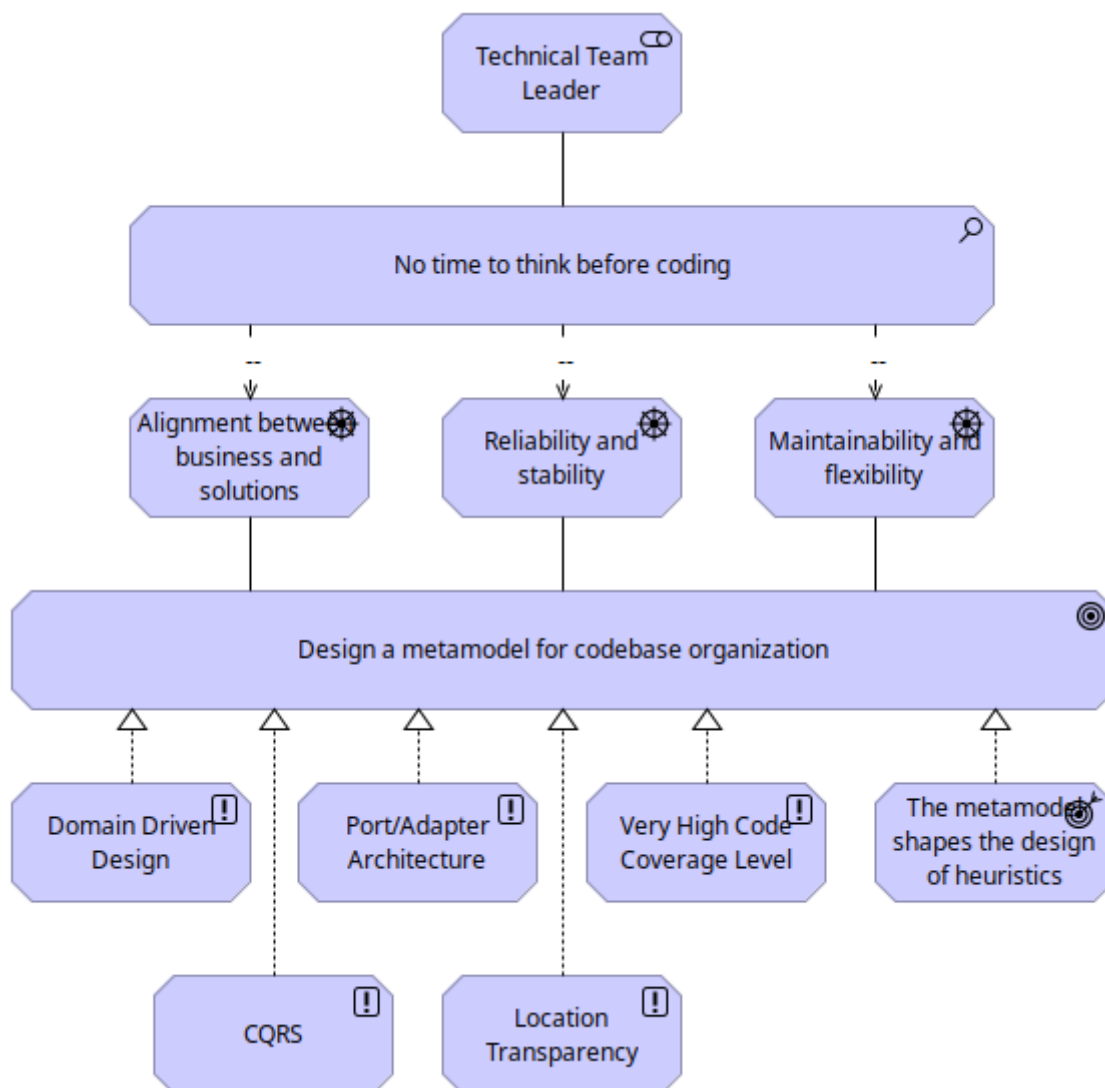 Technical Team
Leader
No time to think before coding
--
--
--
Alignment between
business and
solutions
Reliability and
stability
Maintainability and
flexibility
Design a metamodel for codebase organization
Domain Driven
Design
Port/Adapter
Architecture
Very High Code
Coverage Level
The metamodel
shapes the design
of heuristics
CQRS
Location
Transparency